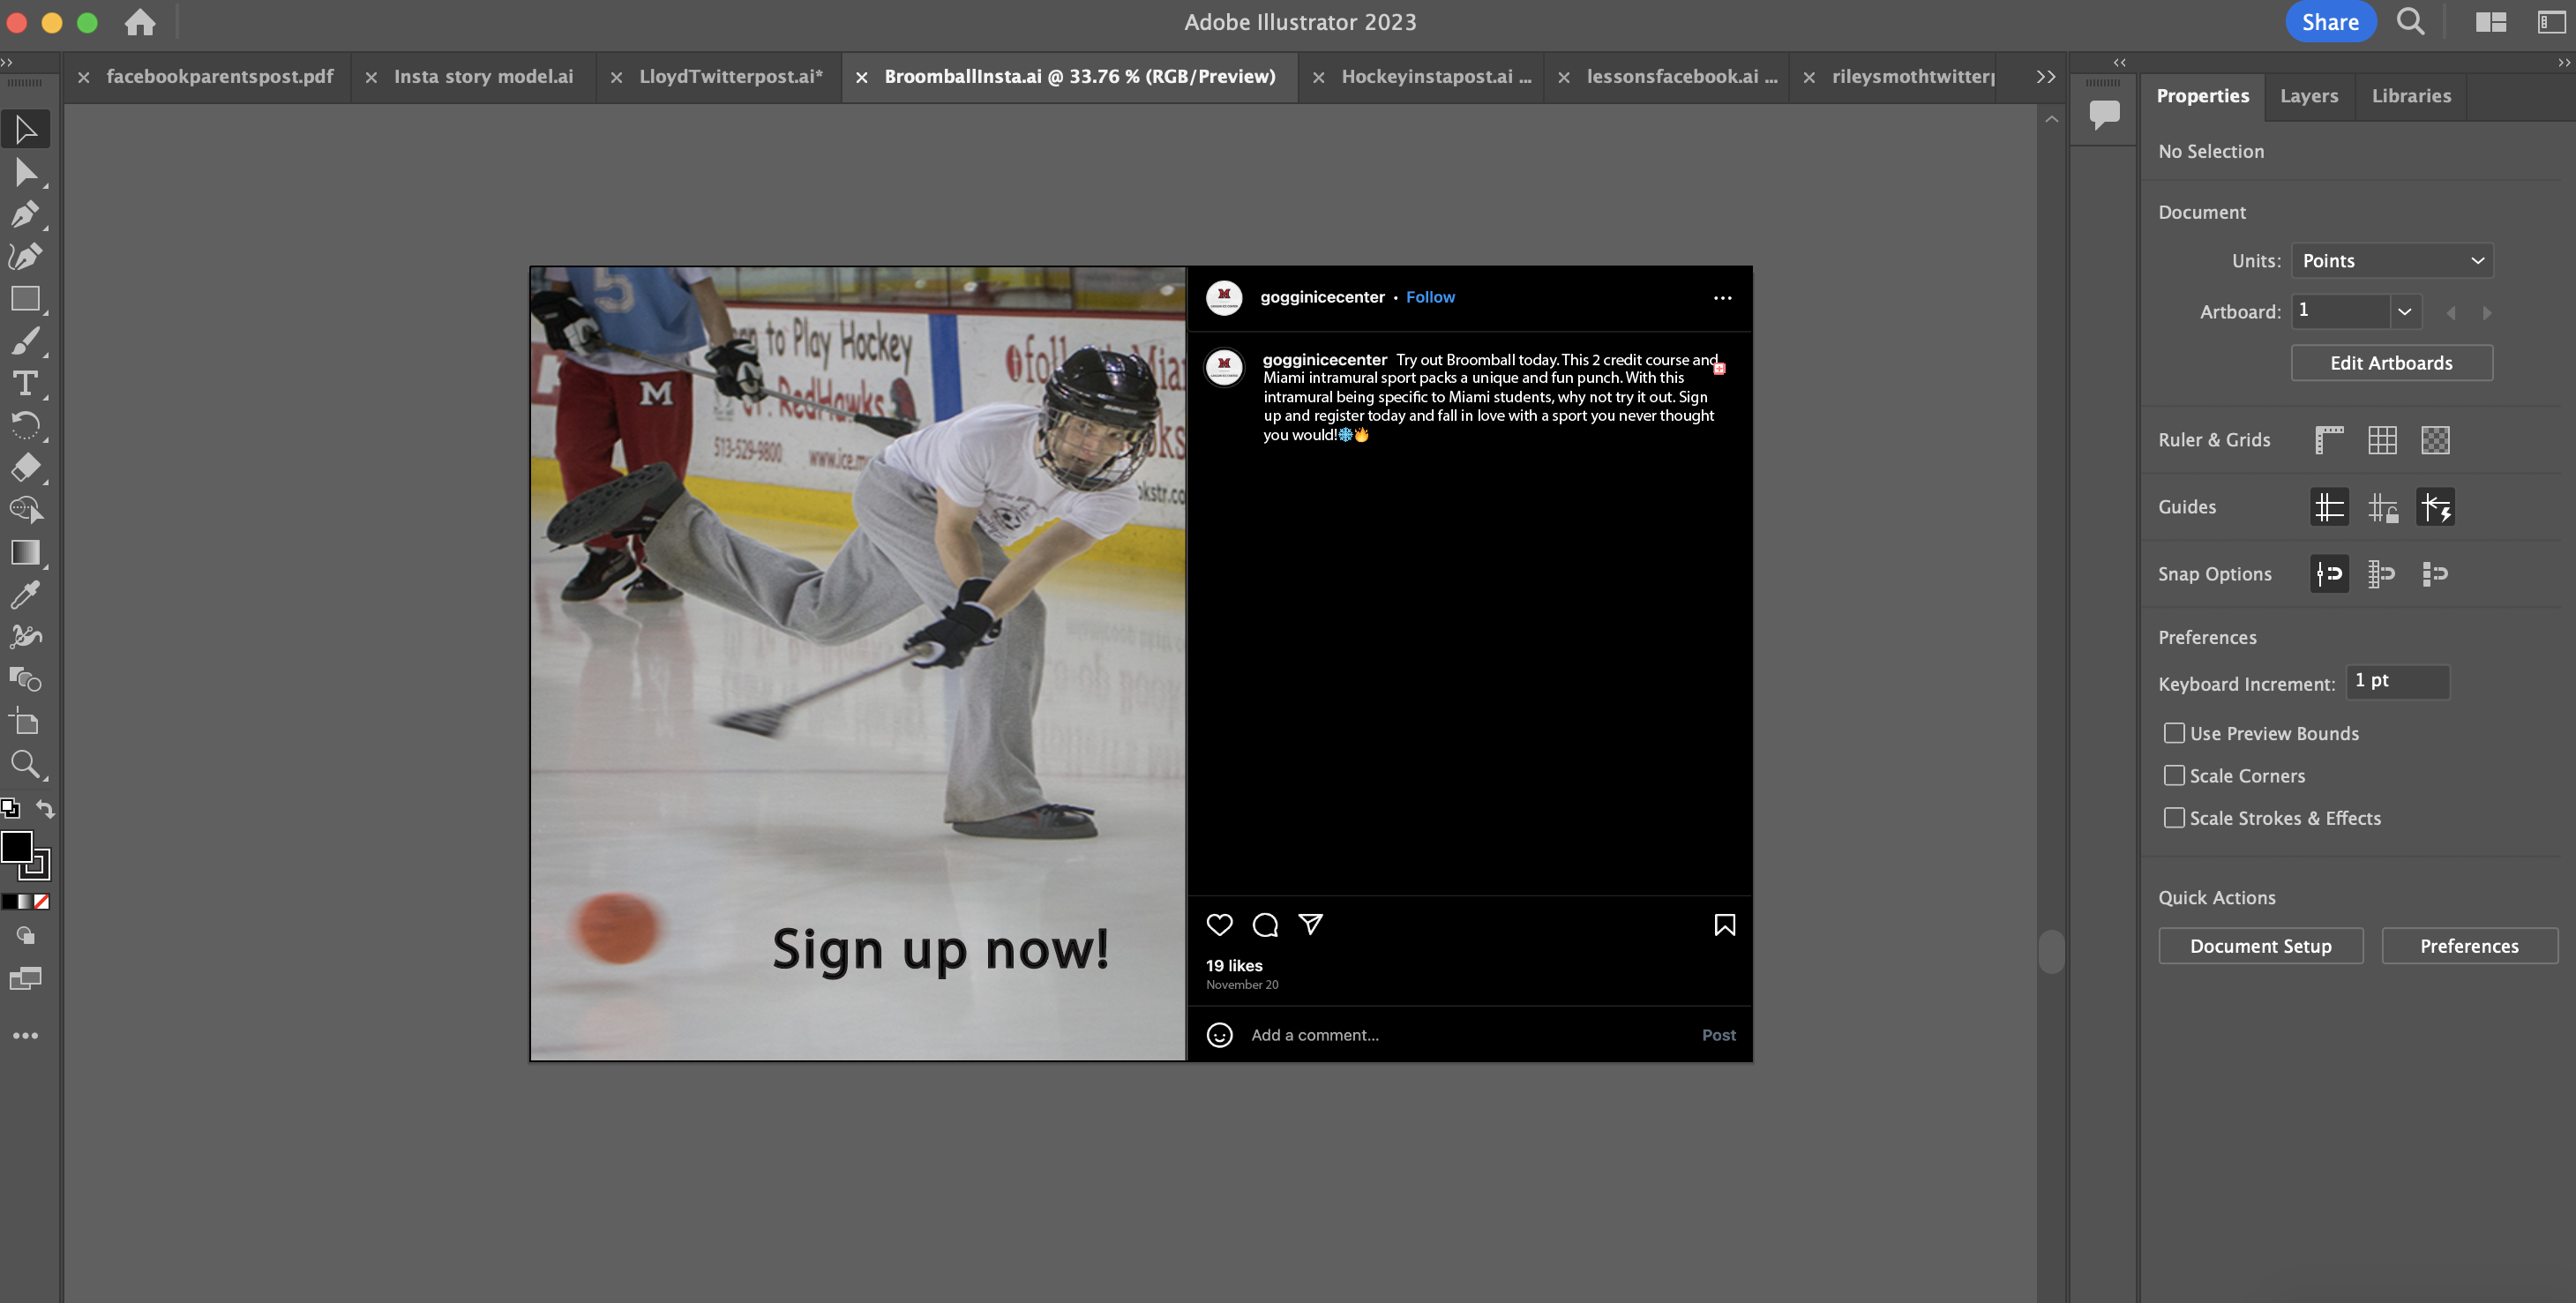 Adobe Illustrator 2023
Share
facebookparentspost.pdf
Insta story model.ai
LloydTwitterpost.ai*
BroomballInsta.ai @ 33.76 % (RGB/Preview)
Hockeyinstapost.ai ...
lessonsfacebook.ai ...
rileysmothtwitterp
Properties
Layers
Libraries
No Selection
Document
Units: Points
Artboard: 1
Edit Artboards
Ruler & Grids
Guides
Snap Options
Preferences
Keyboard Increment: 1 pt
Use Preview Bounds
Scale Corners
Scale Strokes & Effects
Quick Actions
Document Setup
Preferences
5
to Play Hockey
M
RedHawks
513-529-9800
www.ice.m
Sign up now!
gogginicecenter • Follow
gogginicecenter Try out Broomball today. This 2 credit course and
Miami intramural sport packs a unique and fun punch. With this
intramural being specific to Miami students, why not try it out. Sign
up and register today and fall in love with a sport you never thought
you would!❄️🔥
19 likes
November 20
Add a comment...
Post